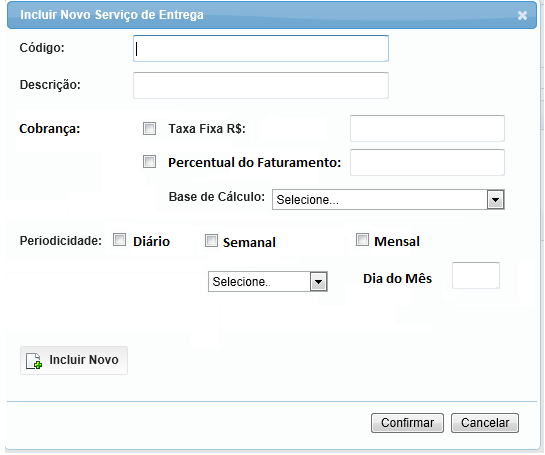 Incluir Novo Serviço de Entrega
Código:
Descrição:
Cobrança: Taxa Fixa R$:
Percentual do Faturamento:
Base de Cálculo: Selecione...
Periodicidade: Diário Semanal Mensal
Selecione.. Dia do Mês
Incluir Novo
Confirmar Cancelar